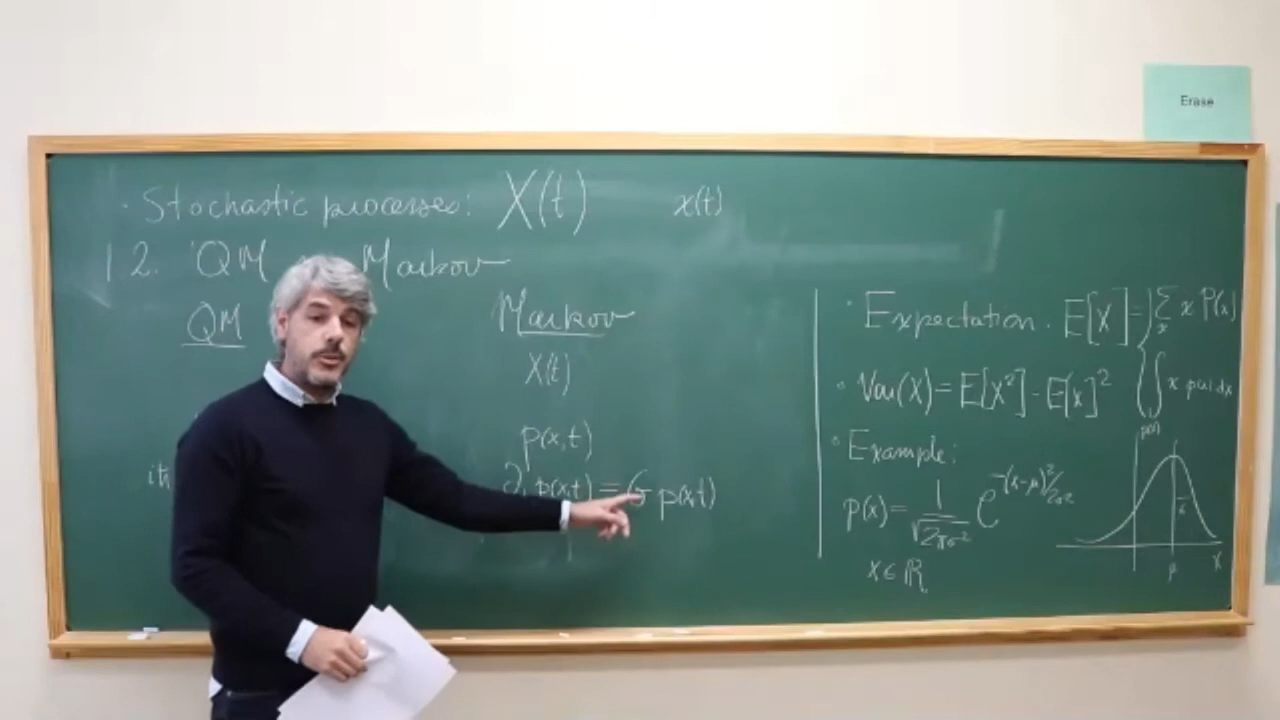 Erase
· Stochastic processes: X(t) x(t)
1.2. QM Markov
QM
iħ
Markov
X(t)
p(x,t)
∂ p(x,t) = G p(x,t)
· Expectation. E[X] = { ∑ₓ x P(x)
∫ x p(x) dx
· Var(X) = E[X²] - E[X]²
· Example:
p(x) = 1/√2πσ² e^-(x-μ)²/2σ²
x ∈ ℝ
p(x)
σ
μ
x